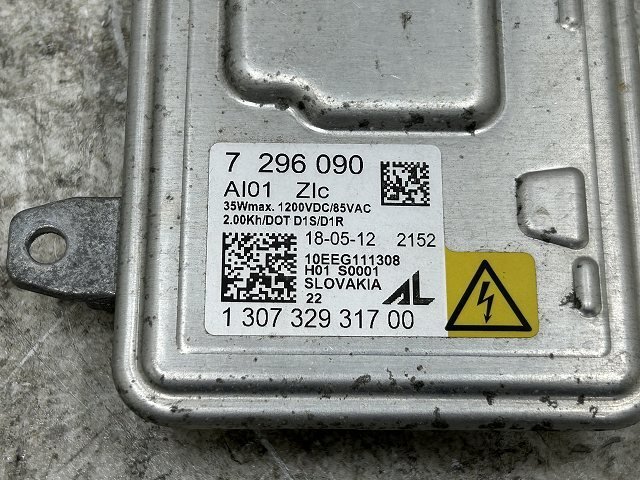 7 296 090
AI01 ZIc
35Wmax. 1200VDC/85VAC
2.00Kh/DOT D1S/D1R
18-05-12 2152
10EEG111308
H01 S0001
SLOVAKIA
22 AL
1 307 329 317 00